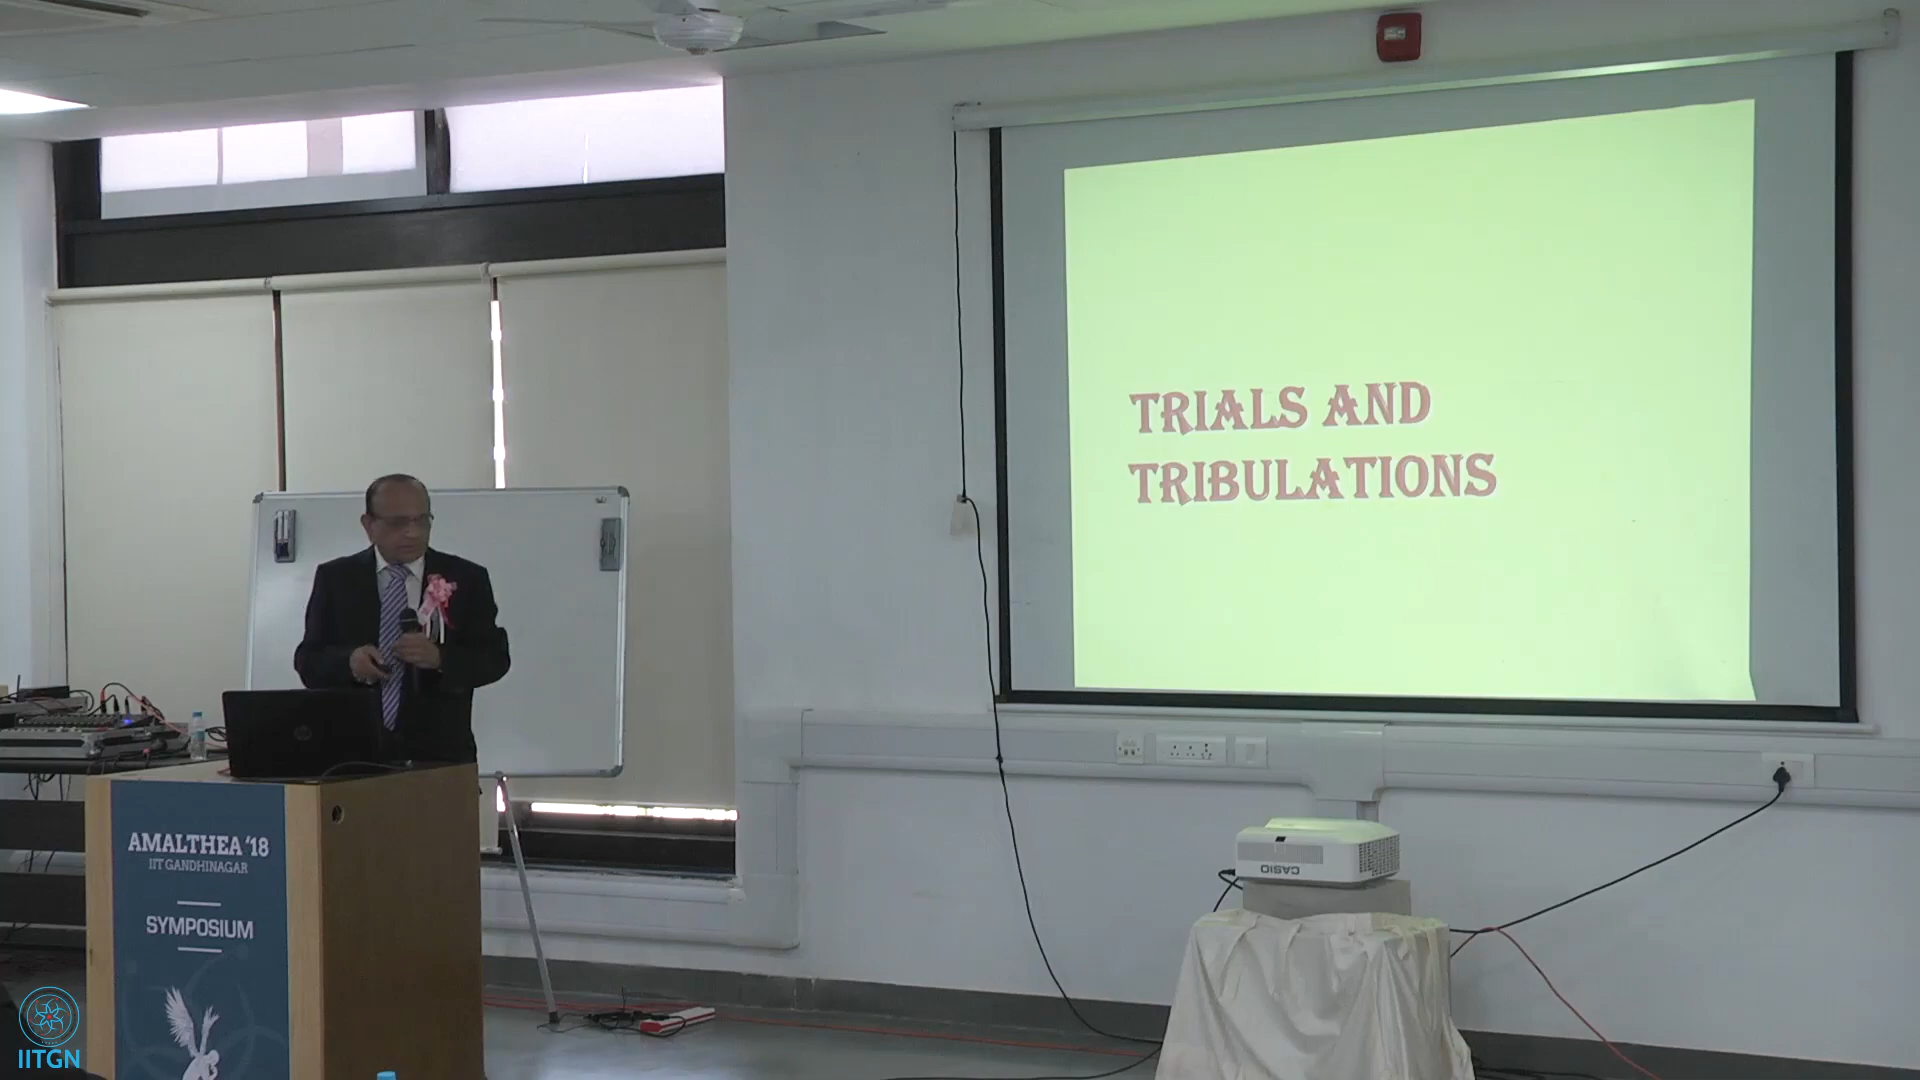 TRIALS AND
TRIBULATIONS
AMALTHEA '18
IIT GANDHINAGAR
SYMPOSIUM
CASIO
IITGN